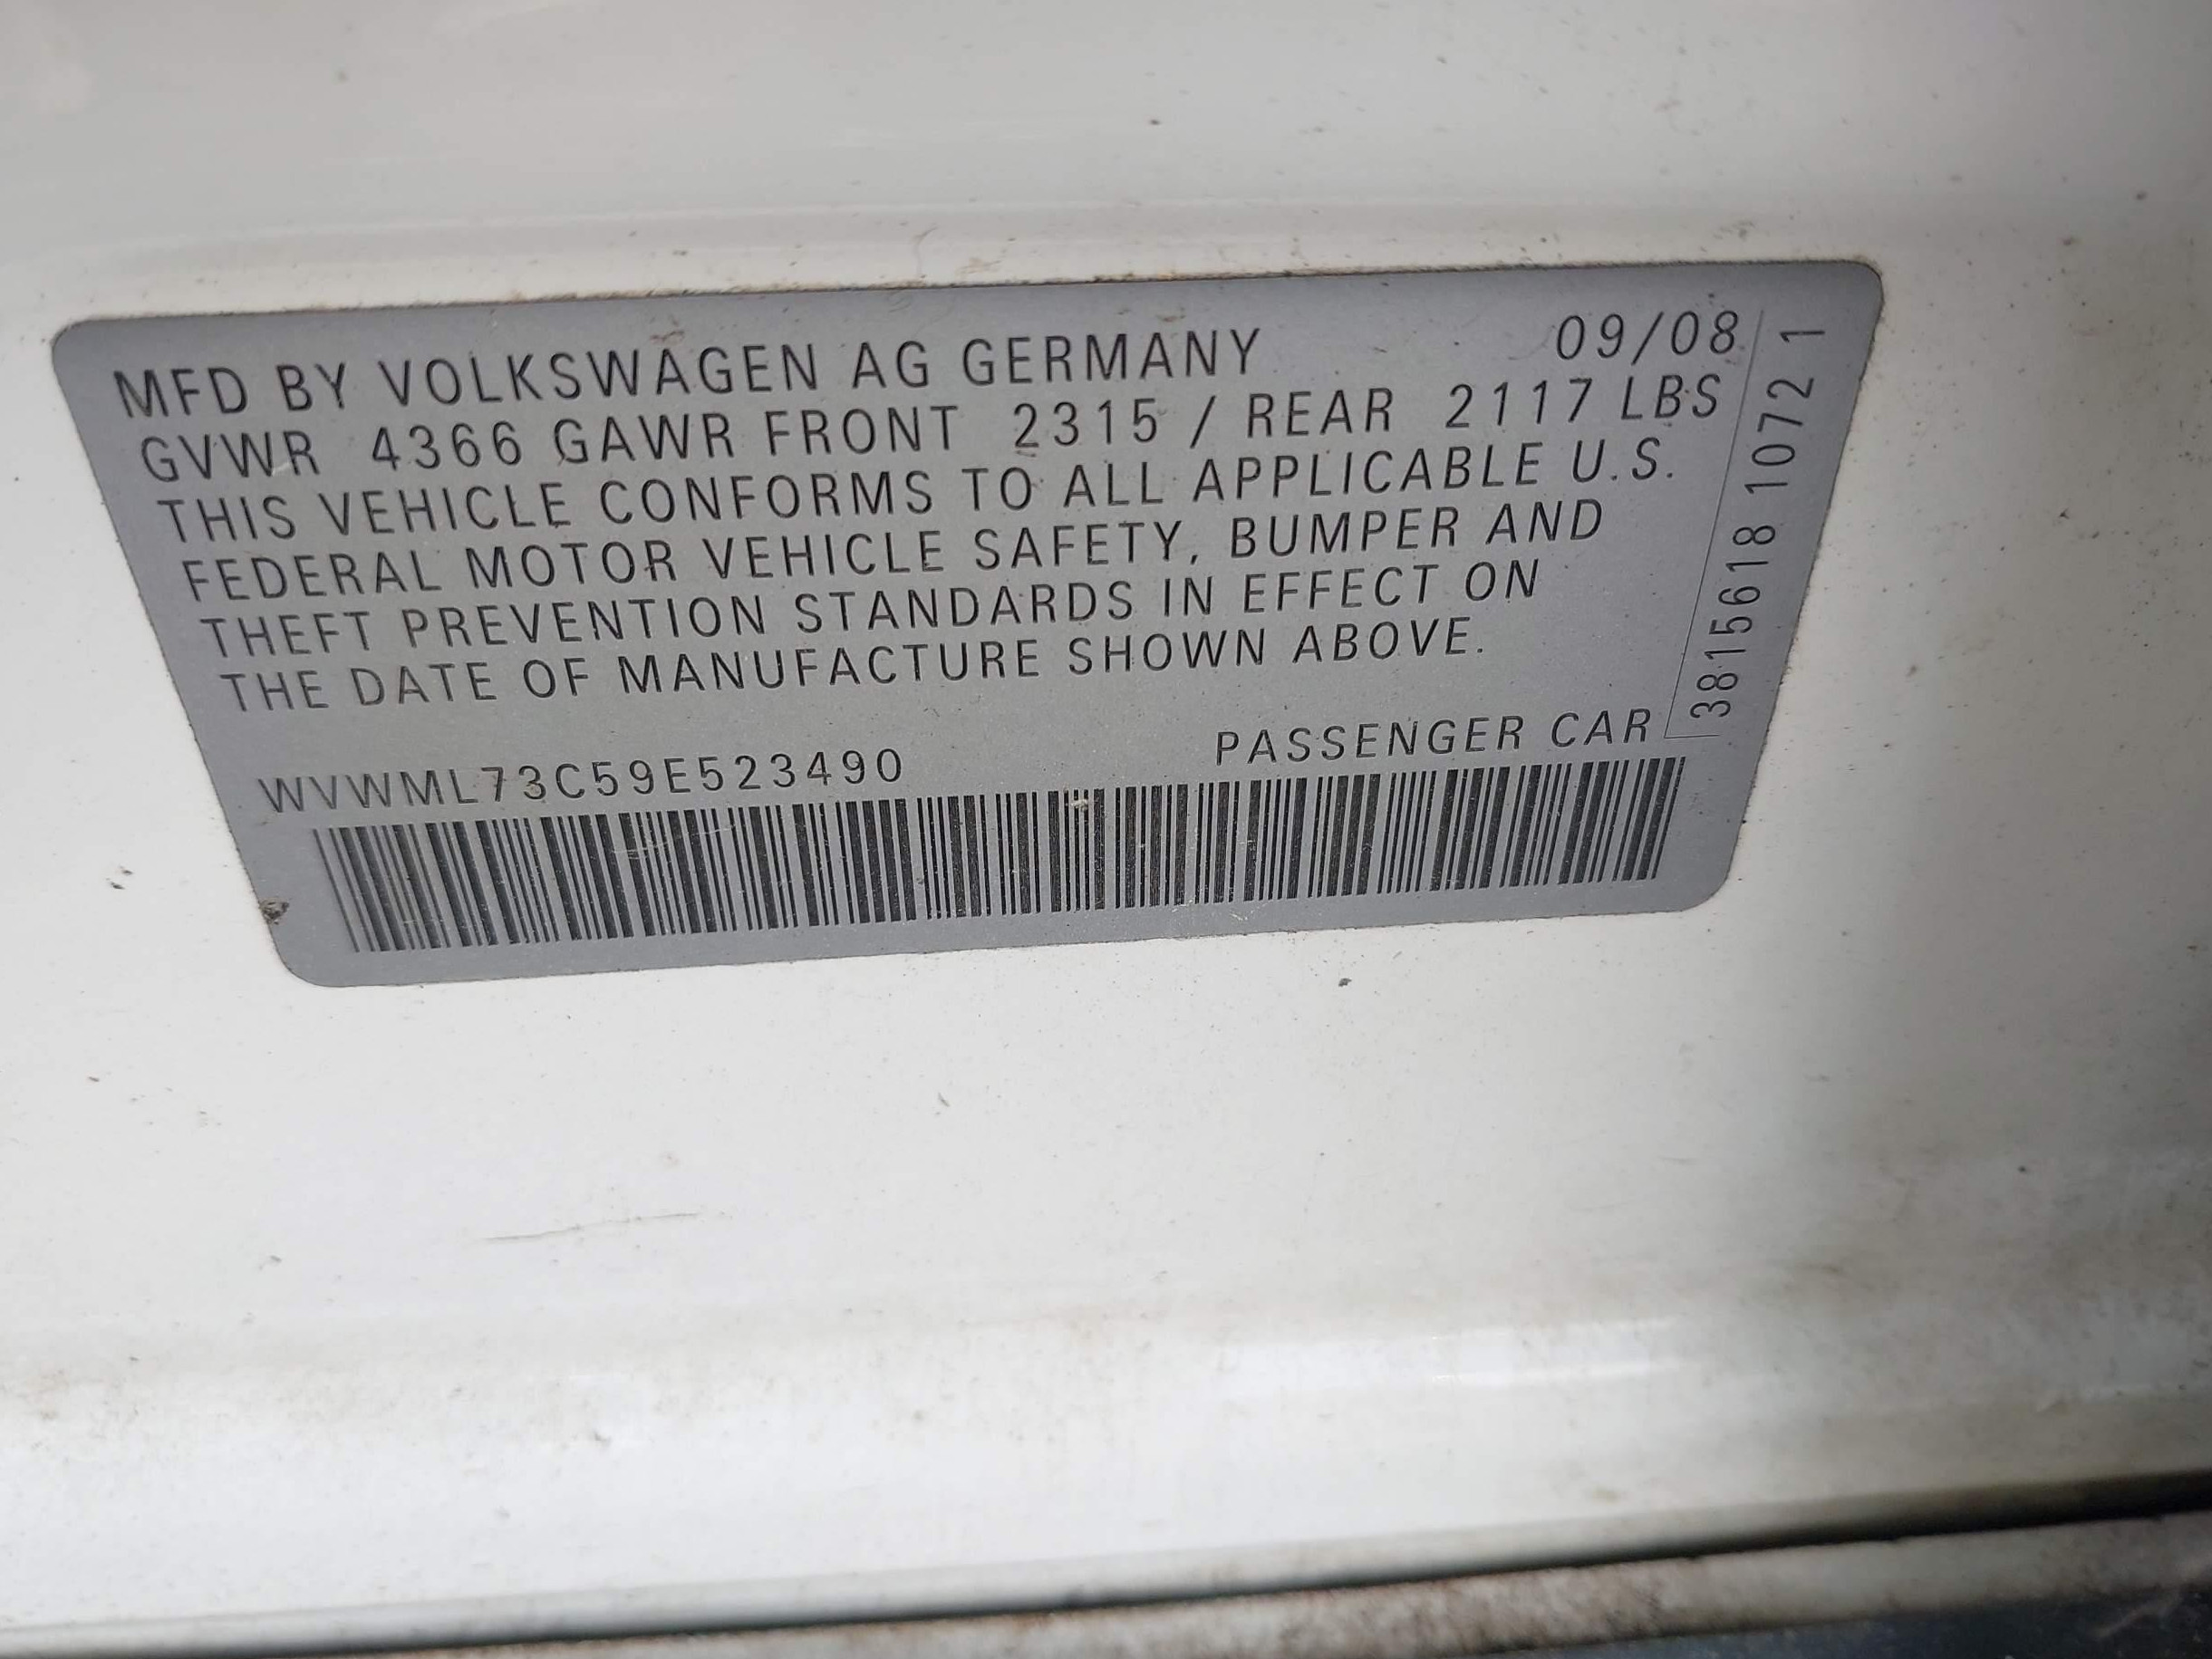 MFD BY VOLKSWAGEN AG GERMANY 09/08
GVWR 4366 GAWR FRONT 2315 / REAR 2117 LBS
THIS VEHICLE CONFORMS TO ALL APPLICABLE U.S.
FEDERAL MOTOR VEHICLE SAFETY, BUMPER AND
THEFT PREVENTION STANDARDS IN EFFECT ON
THE DATE OF MANUFACTURE SHOWN ABOVE.
WVWML73C59E523490 PASSENGER CAR
3815618 1072 1